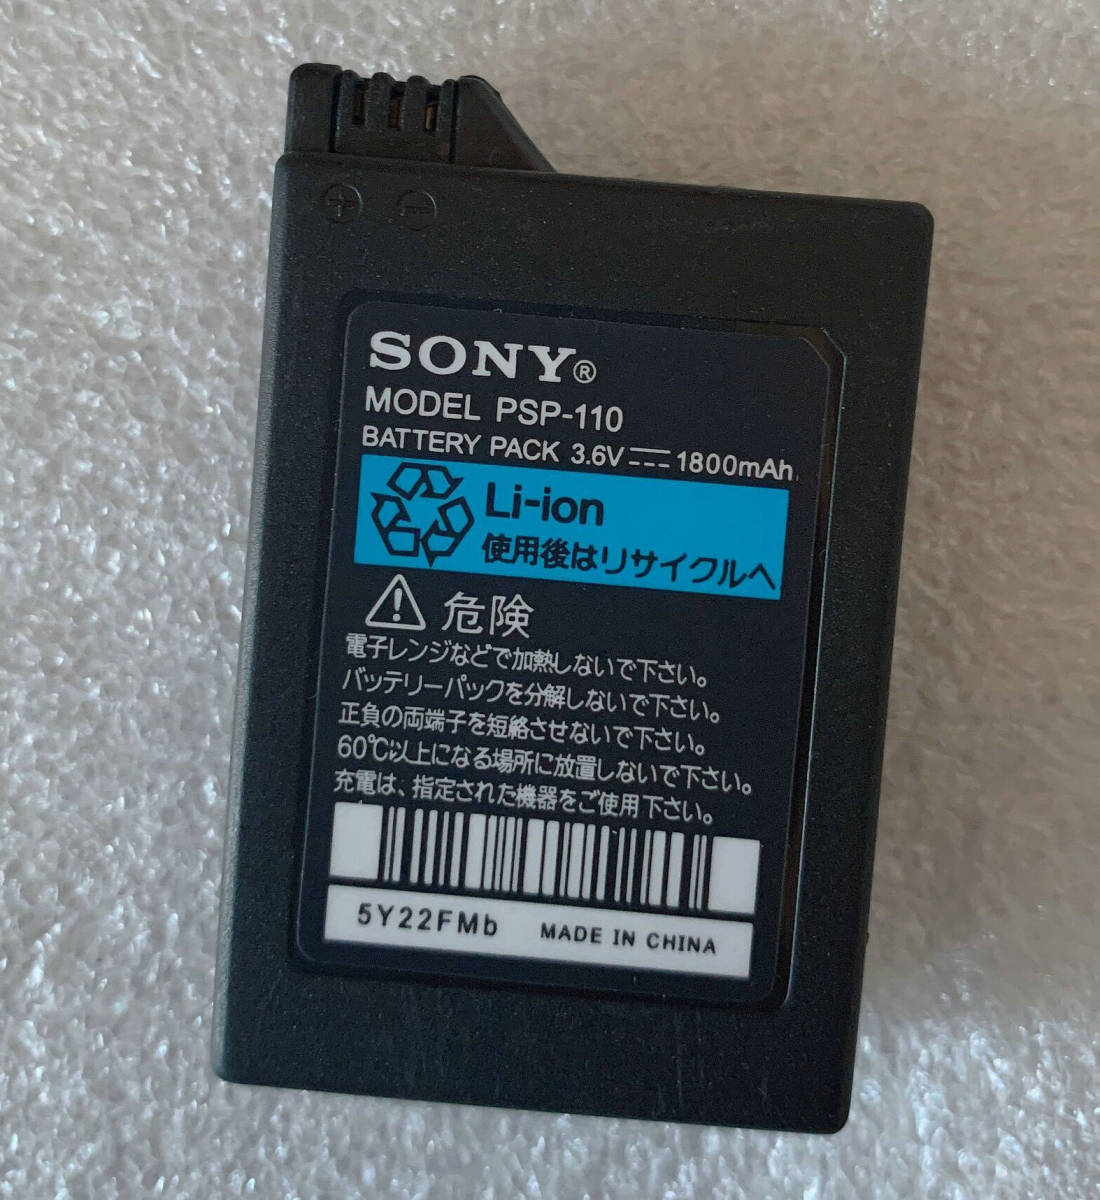 SONY®
MODEL PSP-110
BATTERY PACK 3.6V 1800mAh
Li-ion
使用後はリサイクルへ
危険
電子レンジなどで加熱しないで下さい。
バッテリーパックを分解しないで下さい。
正負の両端子を短絡させないで下さい。
60℃以上になる場所に放置しないで下さい。
充電は、指定された機器をご使用下さい。
5Y22FMb MADE IN CHINA